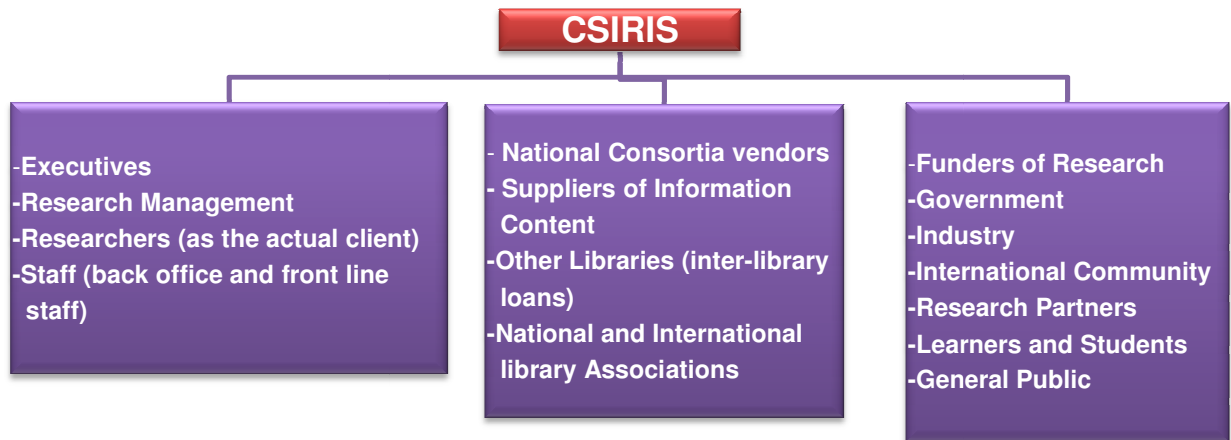 CSIRIS
-Executives
-Research Management
-Researchers (as the actual client)
-Staff (back office and front line
staff)
- National Consortia vendors
- Suppliers of Information
Content
-Other Libraries (inter-library
loans)
-National and International
library Associations
-Funders of Research
-Government
-Industry
-International Community
-Research Partners
-Learners and Students
-General Public